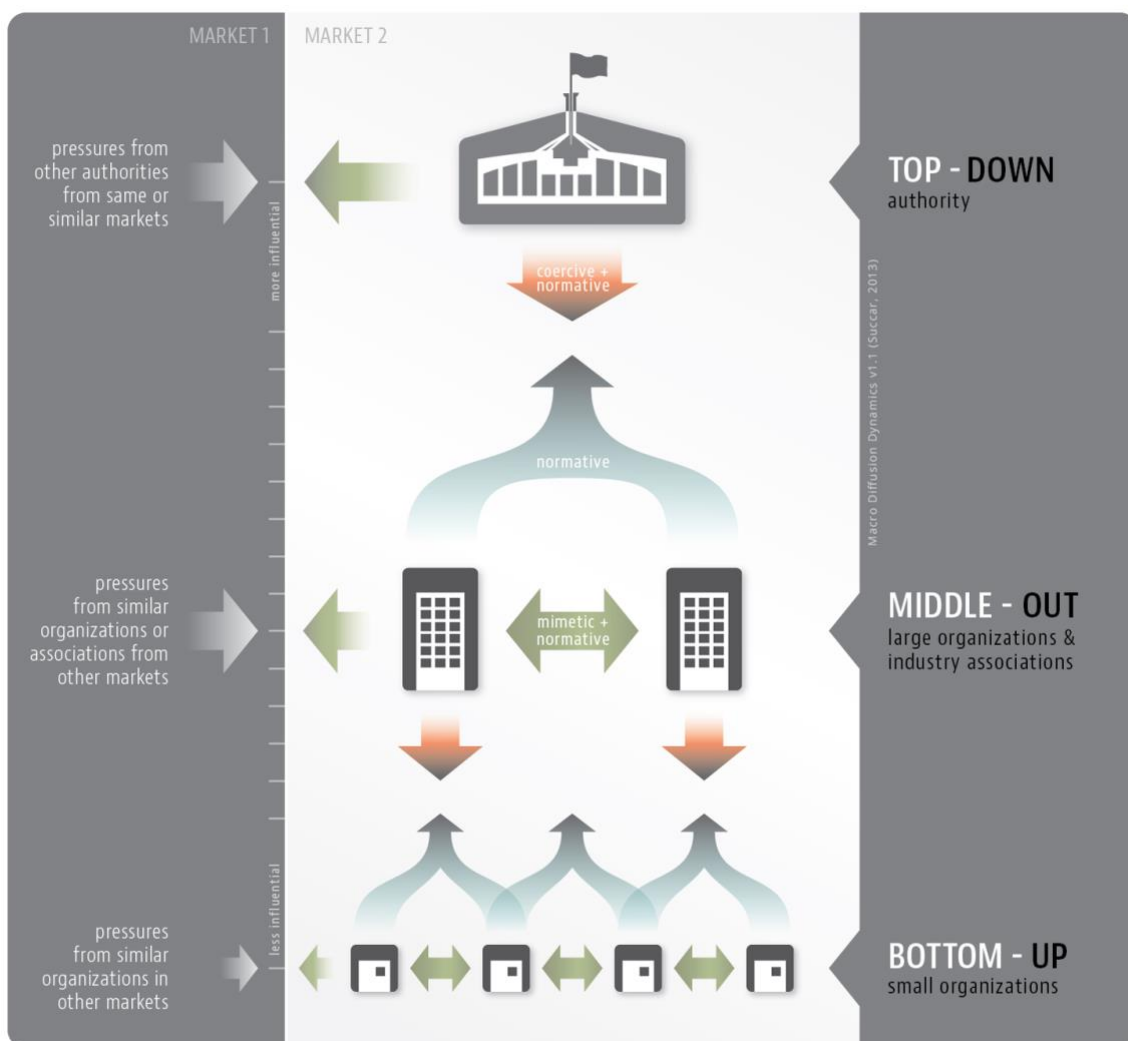 MARKET 1
MARKET 2
pressures from
other authorities
from same or
similar markets
more influential
coercive +
normative
TOP - DOWN
authority
Macro Diffusion Dynamics v1.1 (Succar, 2013)
normative
pressures
from similar
organizations or
associations from
other markets
mimetic +
normative
MIDDLE - OUT
large organizations &
industry associations
less influential
pressures
from similar
organizations in
other markets
BOTTOM - UP
small organizations